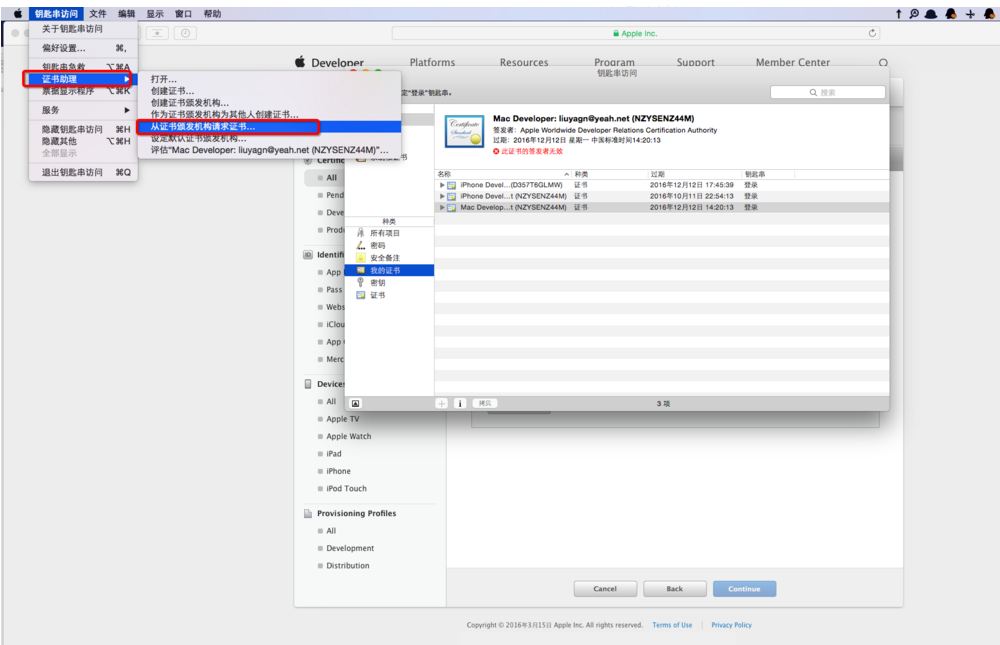 钥匙串访问 文件 编辑 显示 窗口 帮助
关于钥匙串访问
偏好设置... ⌘,
钥匙串急救 ⌥⌘A
证书助理
票据显示程序 ⌥⌘K
服务
隐藏钥匙串访问 ⌘H
隐藏其他 ⌥⌘H
全部显示
退出钥匙串访问 ⌘Q
打开...
创建证书...
创建证书颁发机构...
作为证书颁发机构为其他人创建证书...
从证书颁发机构请求证书...
设定默认证书颁发机构...
评估"Mac Developer: liuyagn@yeah.net (NZYSENZ44M)"...
Apple Inc.
Developer Platforms Resources Program Support Member Center
钥匙串访问
定"登录"钥匙串。
搜索
Mac Developer: liuyagn@yeah.net (NZYSENZ44M)
签发者：Apple Worldwide Developer Relations Certification Authority
过期：2016年12月12日 星期一 中国标准时间14:20:13
此证书的签发者无效
Certificate
Standard
名称 种类 过期 钥匙串
iPhone Devel...(D357T6GLMW) 证书 2016年12月12日 17:45:39 登录
iPhone Devel...t (NZYSENZ44M) 证书 2016年10月11日 22:54:13 登录
Mac Develop...t (NZYSENZ44M) 证书 2016年12月12日 14:20:13 登录
种类
所有项目
密码
安全备注
我的证书
密钥
证书
拷贝
3 项
Certific
All
Pend
Deve
Prod
Identifi
App
Pass
Webs
iClou
App
Merc
Devices
All
Apple TV
Apple Watch
iPad
iPhone
iPod Touch
Provisioning Profiles
All
Development
Distribution
Cancel Back Continue
Copyright © 2016年3月15日 Apple Inc. All rights reserved. Terms of Use | Privacy Policy